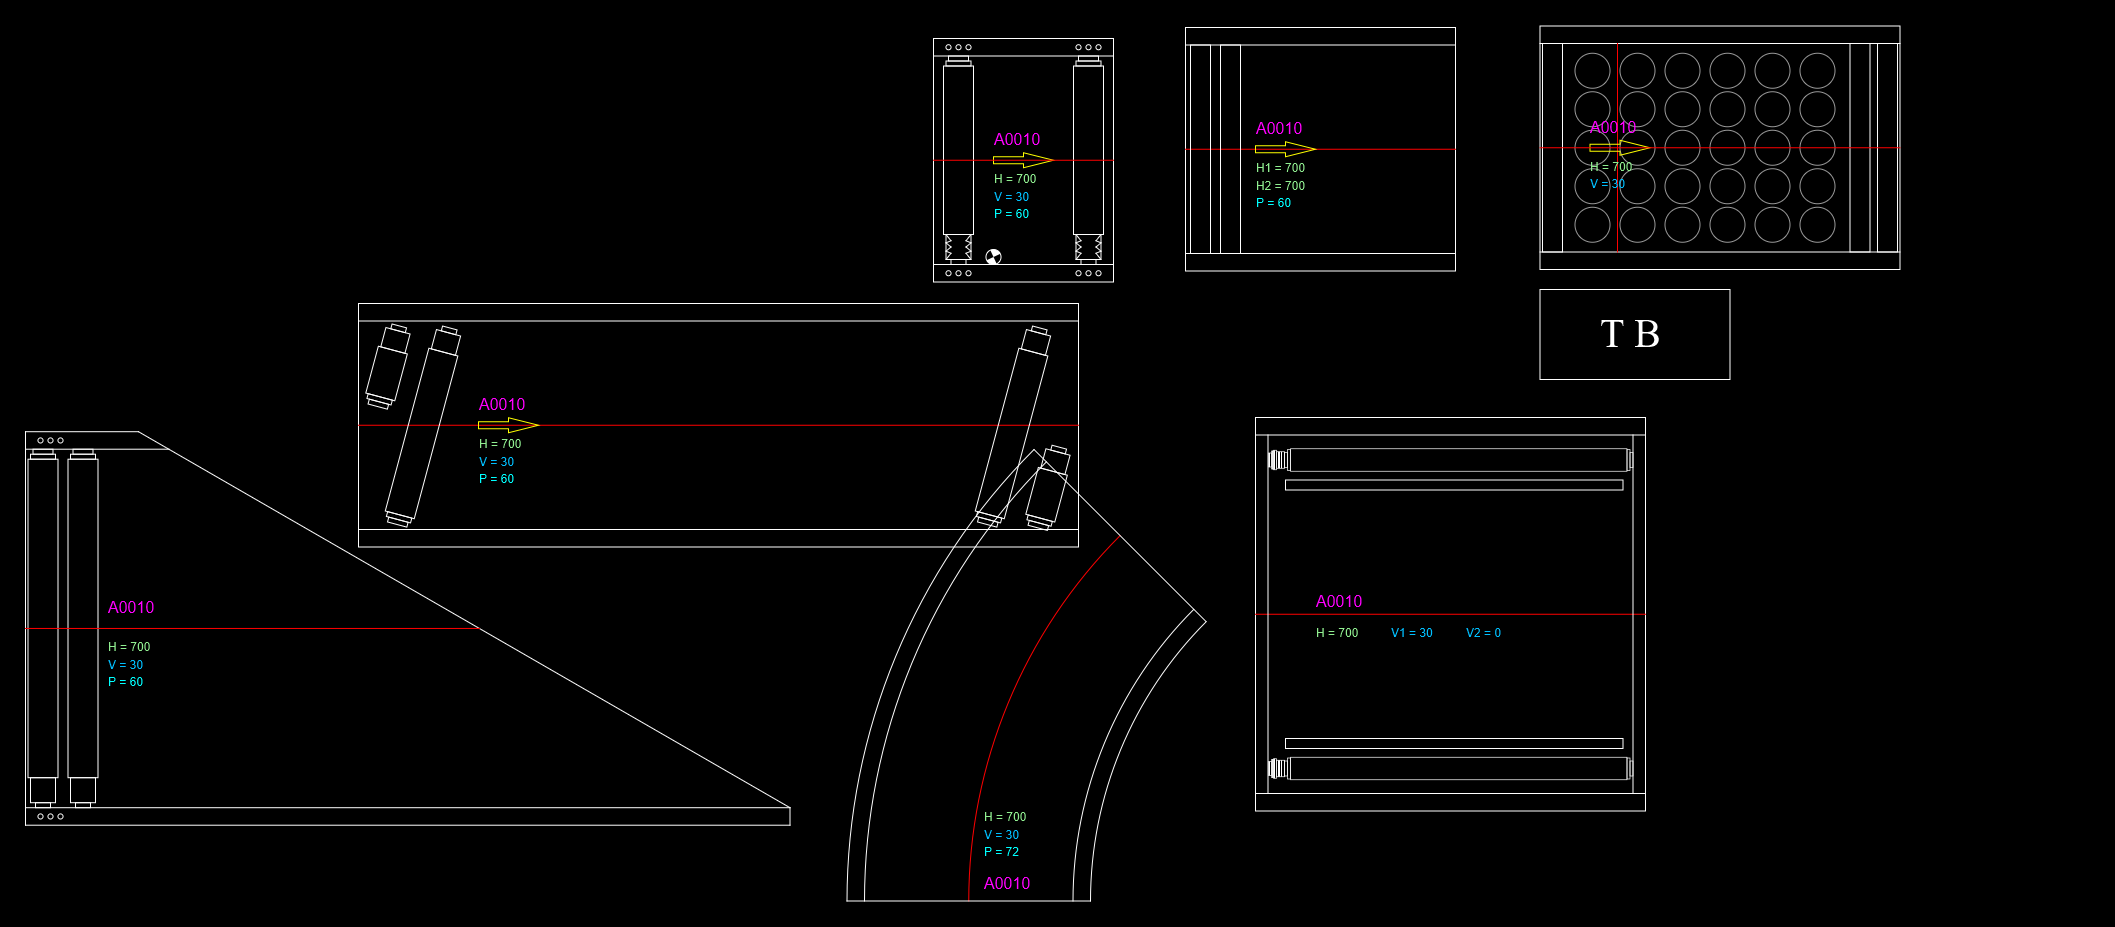 A0010
H = 700
V = 30
P = 60
A0010
H1 = 700
H2 = 700
P = 60
A0010
H = 700
V = 30
T B
A0010
H = 700
V = 30
P = 60
A0010
H = 700
V = 30
P = 60
A0010
H = 700 V1 = 30 V2 = 0
H = 700
V = 30
P = 72
A0010